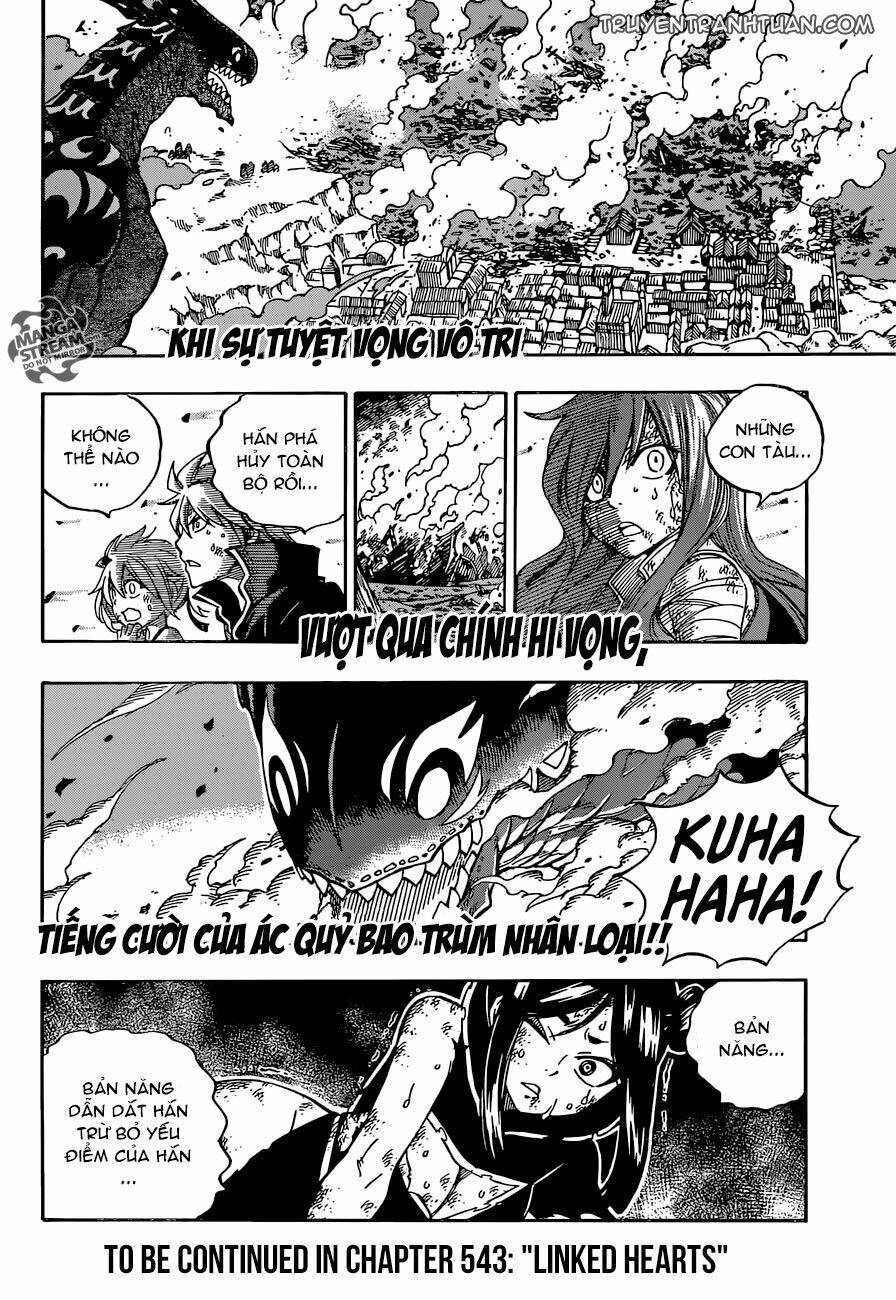 TRUYENTRANHTUAN.COM
MANGA
STREAM
DO NOT MIRROR
KHI SỰ TUYỆT VỌNG VÔ TRI
NHỮNG
CON TÀU...
HẮN PHÁ
HỦY TOÀN
BỘ RỒI...
KHÔNG
THỂ NÀO
...
VƯỢT QUA CHÍNH HI VỌNG,
KUHA
HAHA!
TIẾNG CƯỜI CỦA ÁC QUỶ BAO TRÙM NHÂN LOẠI!!
BẢN
NĂNG...
BẢN NĂNG
DẪN DẮT HẮN
TRỪ BỎ YẾU
ĐIỂM CỦA HẮN
...
TO BE CONTINUED IN CHAPTER 543: "LINKED HEARTS"